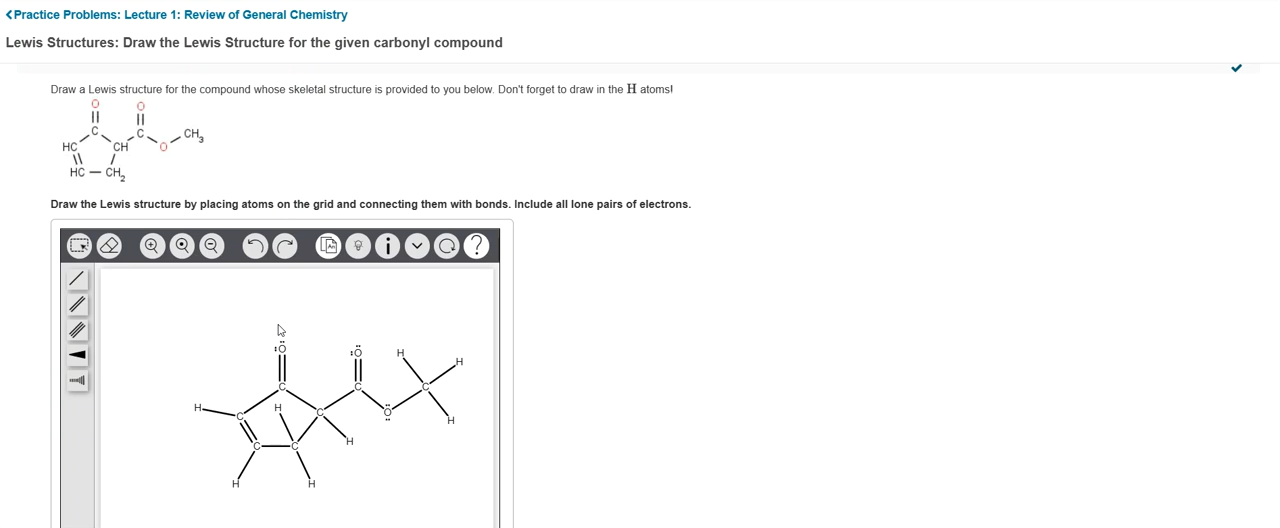 <Practice Problems: Lecture 1: Review of General Chemistry
Lewis Structures: Draw the Lewis Structure for the given carbonyl compound
Draw a Lewis structure for the compound whose skeletal structure is provided to you below. Don't forget to draw in the H atoms!
O O
C C CH3
HC CH O
HC CH2
Draw the Lewis structure by placing atoms on the grid and connecting them with bonds. Include all lone pairs of electrons.
An i ?
:Ö :Ö H H
C C C
H H
C C Ö H
H
C C
H H